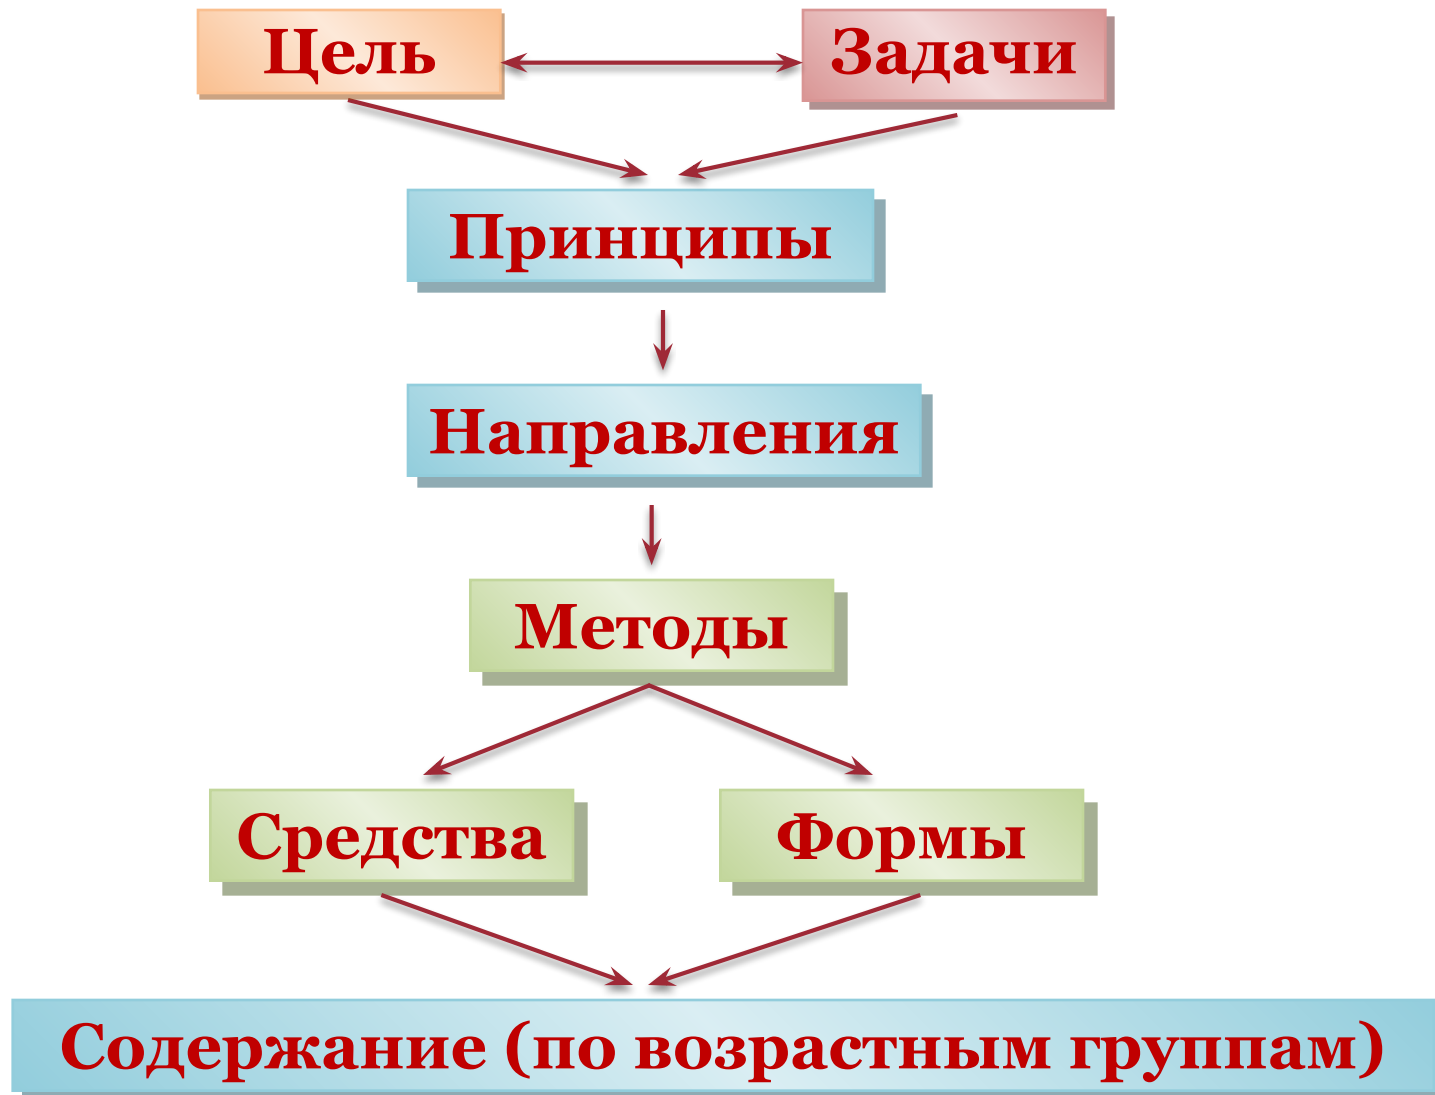 Цель
Задачи
Принципы
Направления
Методы
Средства
Формы
Содержание (по возрастным группам)